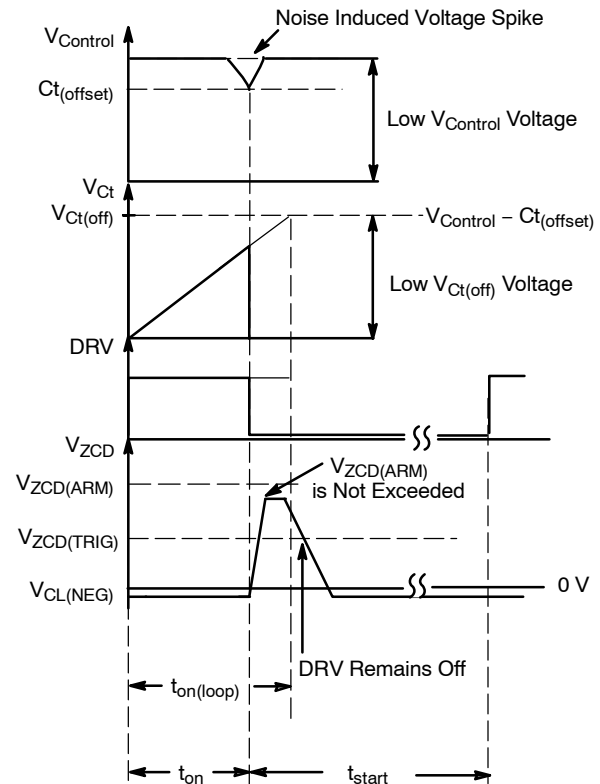 Noise Induced Voltage Spike
VControl
Ct(offset)
Low VControl Voltage
VCt
VCt(off)
VControl – Ct(offset)
Low VCt(off) Voltage
DRV
VZCD
VZCD(ARM)
VZCD(ARM)
is Not Exceeded
VZCD(TRIG)
VCL(NEG)
0 V
DRV Remains Off
ton(loop)
ton
tstart